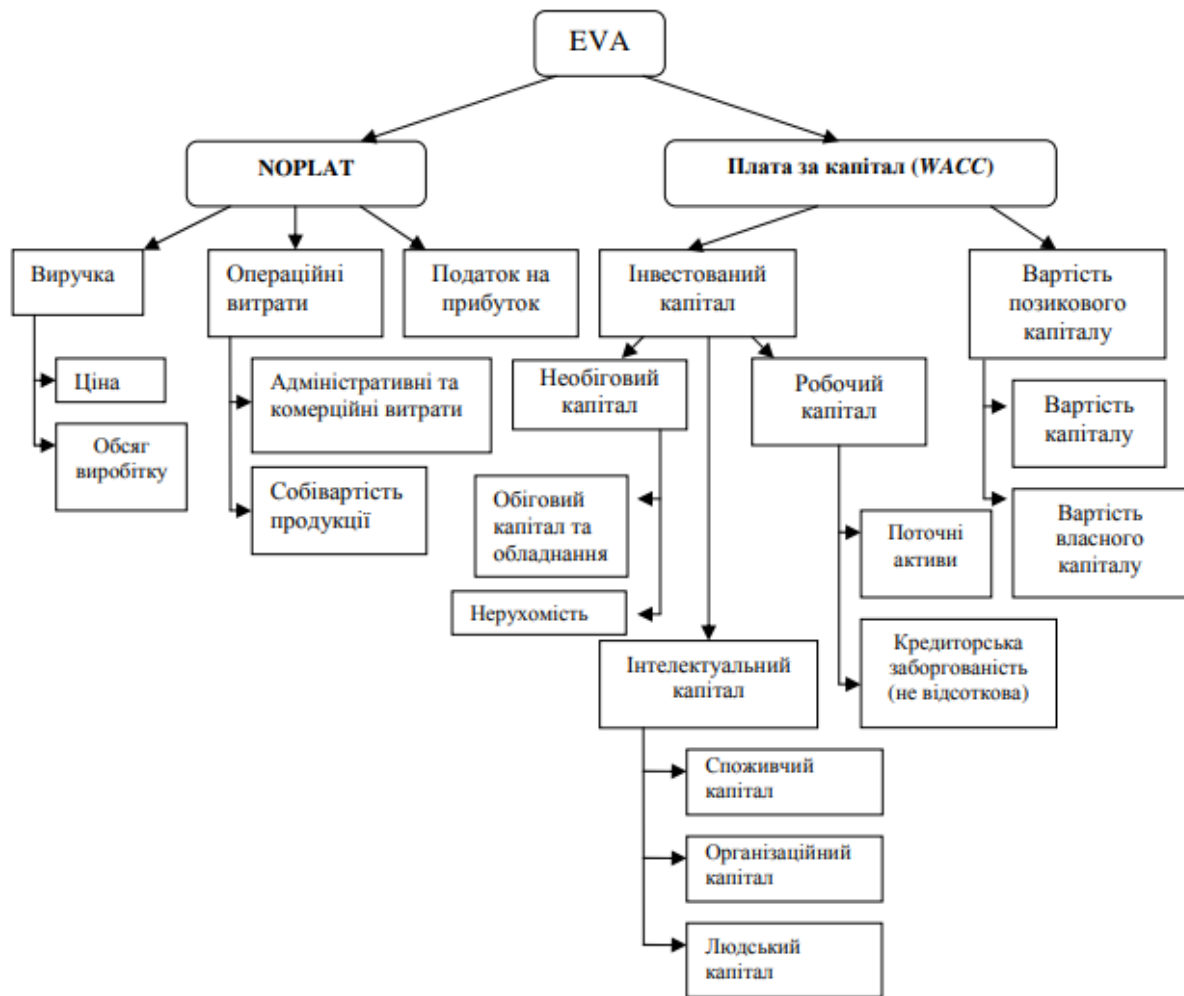 EVA
NOPLAT
Плата за капітал (WACC)
Виручка
Операційні
витрати
Податок на
прибуток
Інвестований
капітал
Вартість
позикового
капіталу
Ціна
Обсяг
виробітку
Адміністративні та
комерційні витрати
Собівартість
продукції
Необіговий
капітал
Робочий
капітал
Вартість
капіталу
Вартість
власного
капіталу
Обіговий
капітал та
обладнання
Нерухомість
Поточні
активи
Кредиторська
заборгованість
(не відсоткова)
Інтелектуальний
капітал
Споживчий
капітал
Організаційний
капітал
Людський
капітал